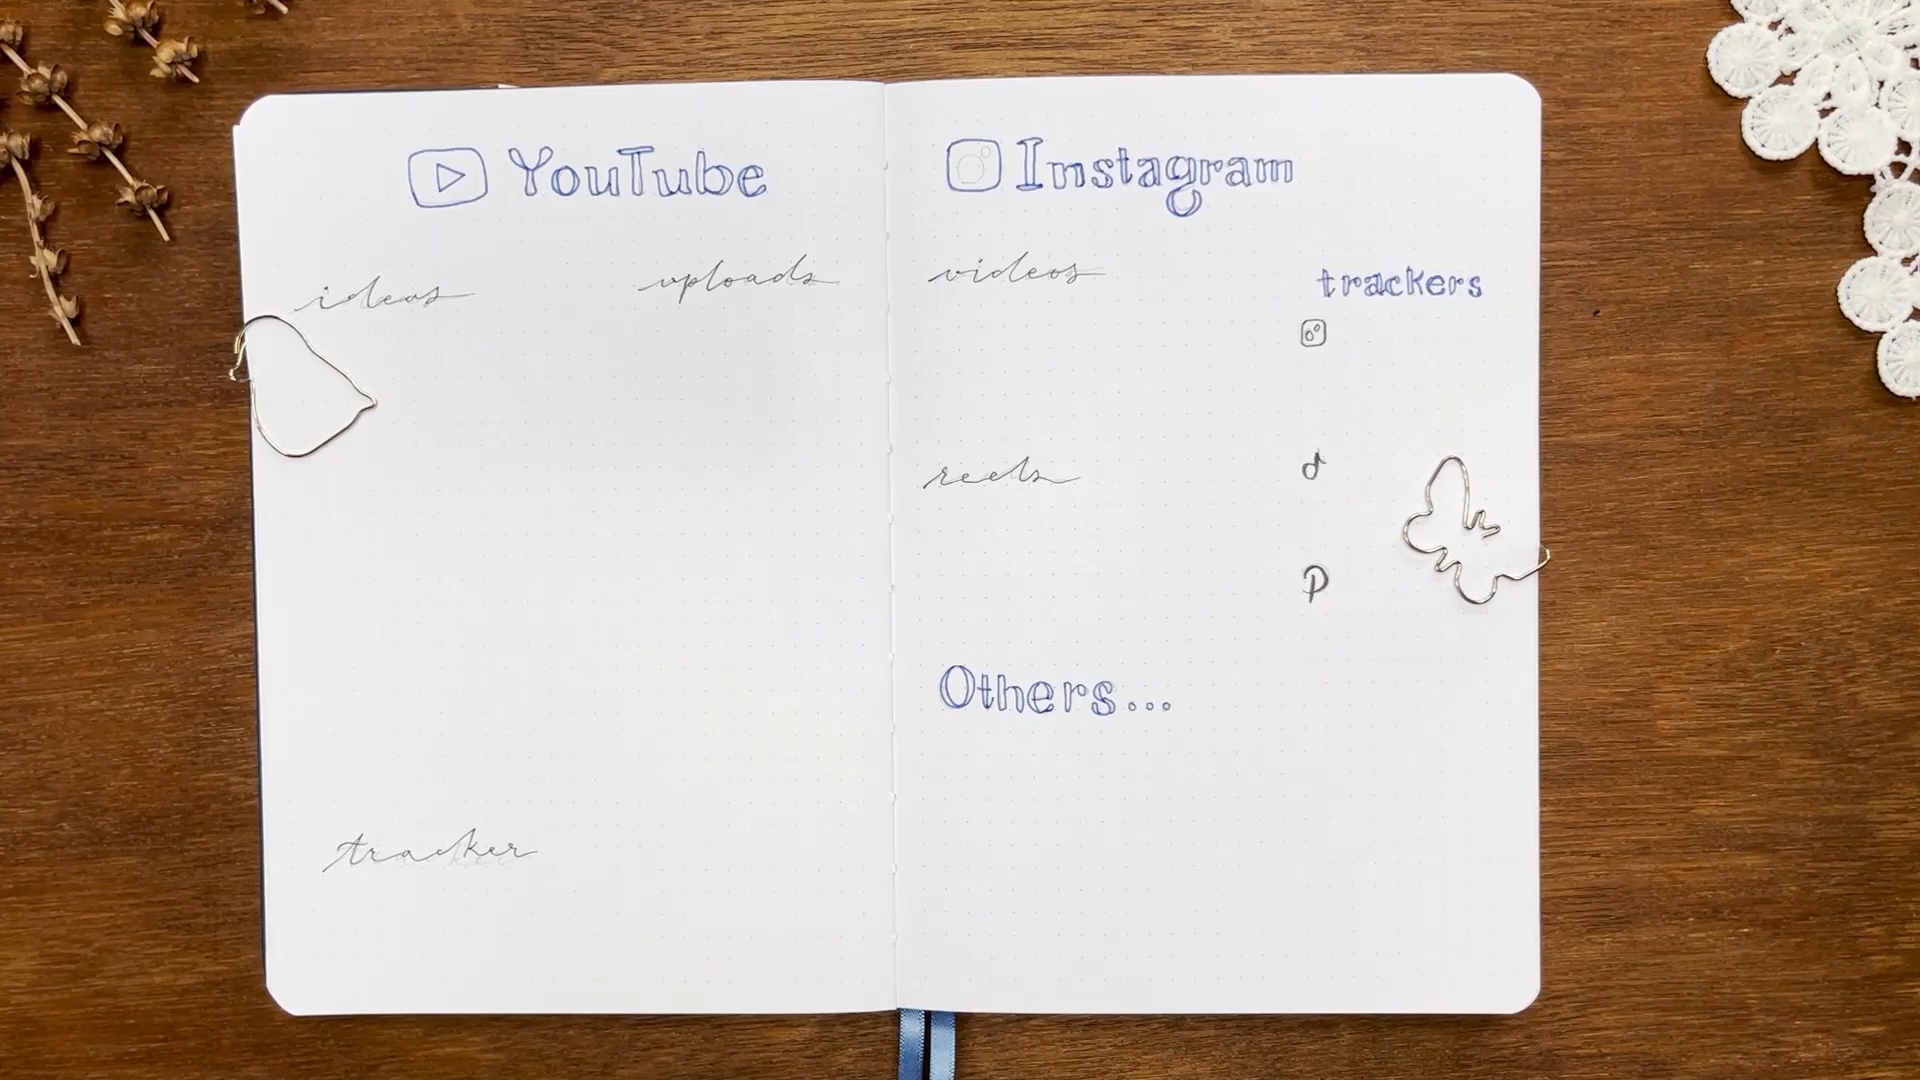 YouTube
ideas
uploads
tracker
Instagram
videos
trackers
reels
Others...